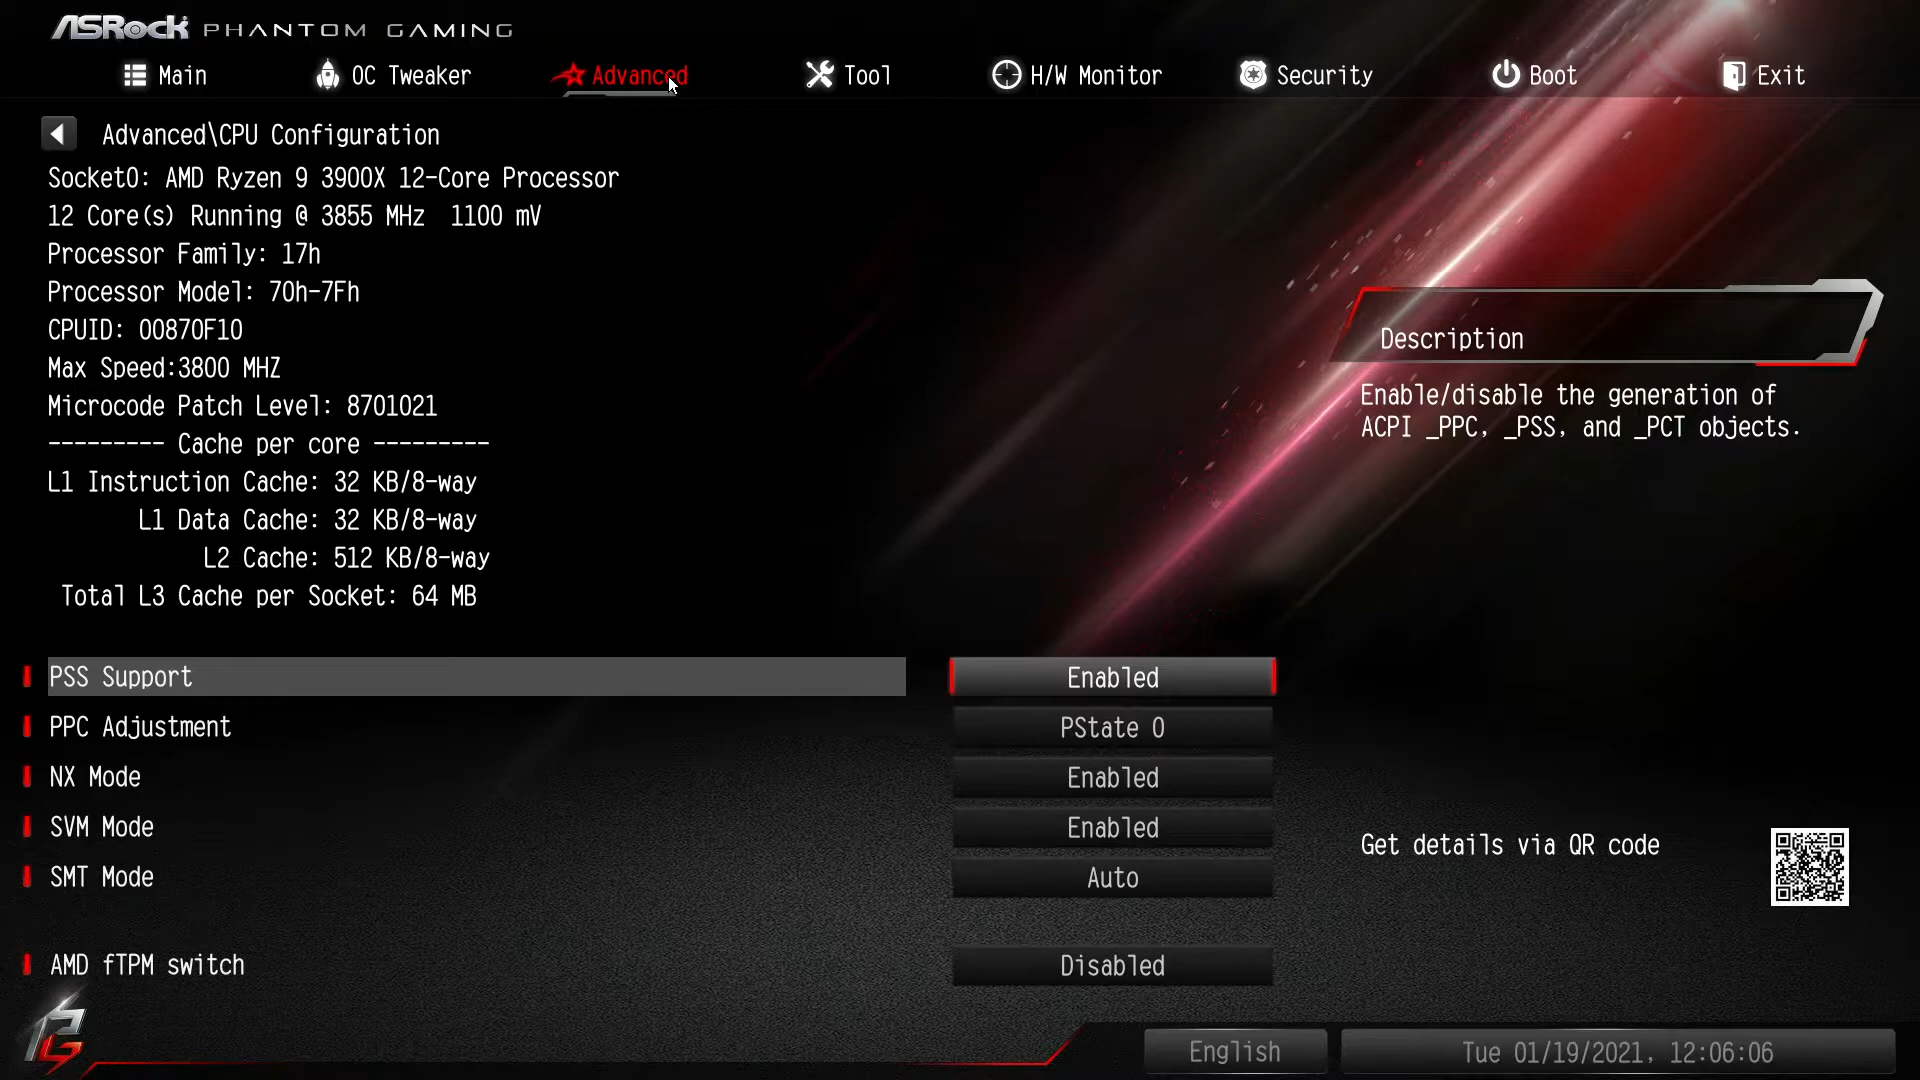 ASRock PHANTOM GAMING
Main
OC Tweaker
Advanced
Tool
H/W Monitor
Security
Boot
Exit
Advanced\CPU Configuration
Socket0: AMD Ryzen 9 3900X 12-Core Processor
12 Core(s) Running @ 3855 MHz  1100 mV
Processor Family: 17h
Processor Model: 70h-7Fh
CPUID: 00870F10
Max Speed:3800 MHZ
Microcode Patch Level: 8701021
--------- Cache per core ---------
L1 Instruction Cache: 32 KB/8-way
L1 Data Cache: 32 KB/8-way
L2 Cache: 512 KB/8-way
Total L3 Cache per Socket: 64 MB
PSS Support Enabled
PPC Adjustment PState 0
NX Mode Enabled
SVM Mode Enabled
SMT Mode Auto
AMD fTPM switch Disabled
Description
Enable/disable the generation of
ACPI _PPC, _PSS, and _PCT objects.
Get details via QR code
English
Tue 01/19/2021, 12:06:06